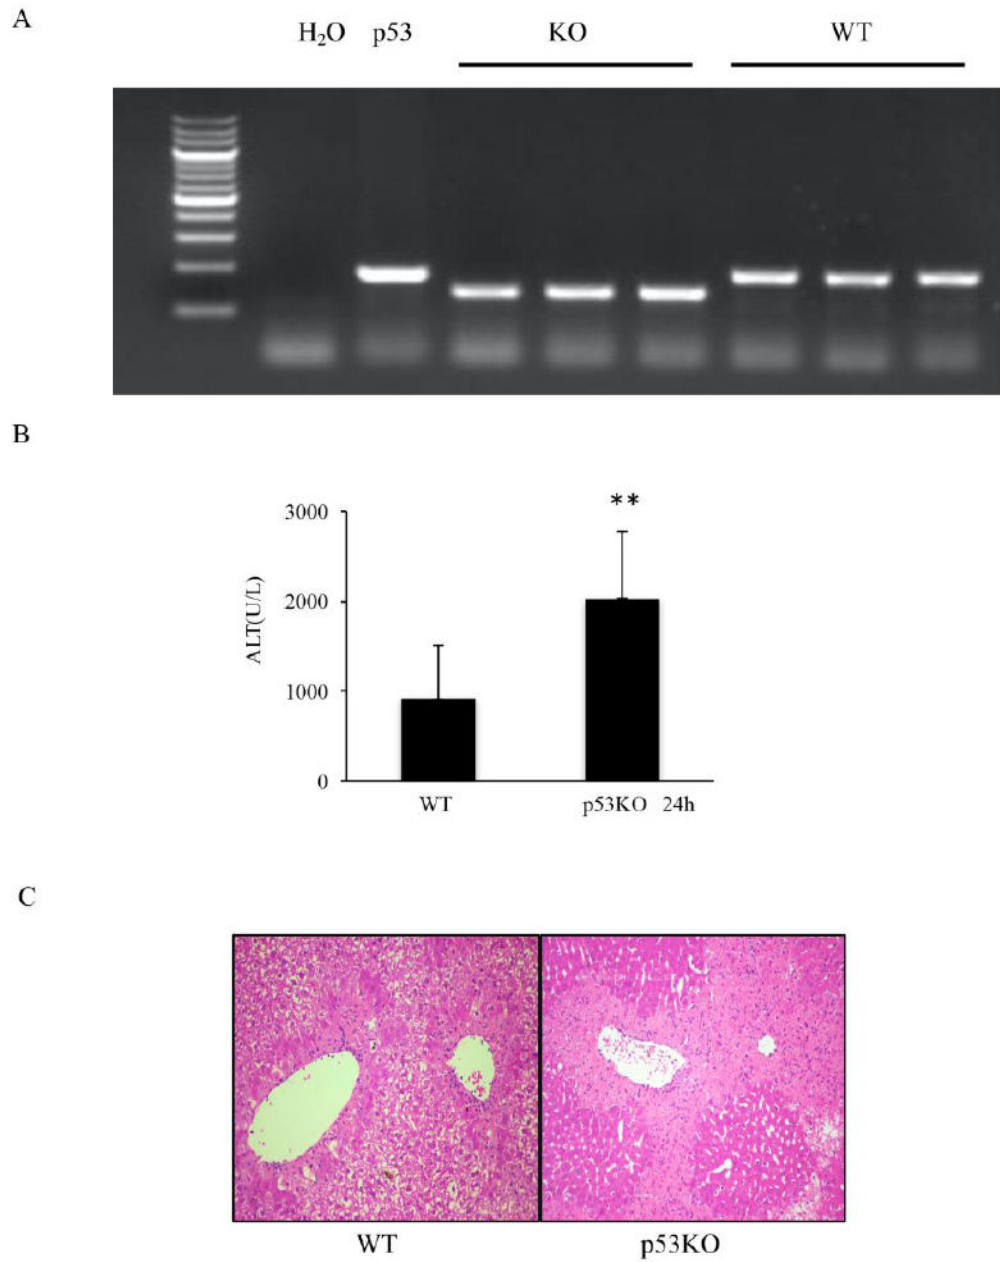 A
H₂O p53 KO WT
B
**
3000
2000
1000
0
ALT(U/L)
WT p53KO 24h
C
WT p53KO